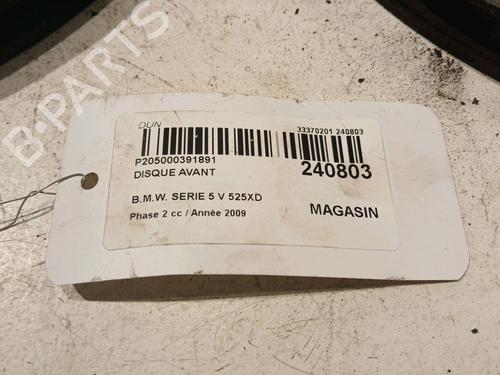 B-PARTS
DUN
33370201 240803
P205000391891
DISQUE AVANT
240803
B.M.W. SERIE 5 V 525XD
Phase 2 cc / Année 2009
MAGASIN